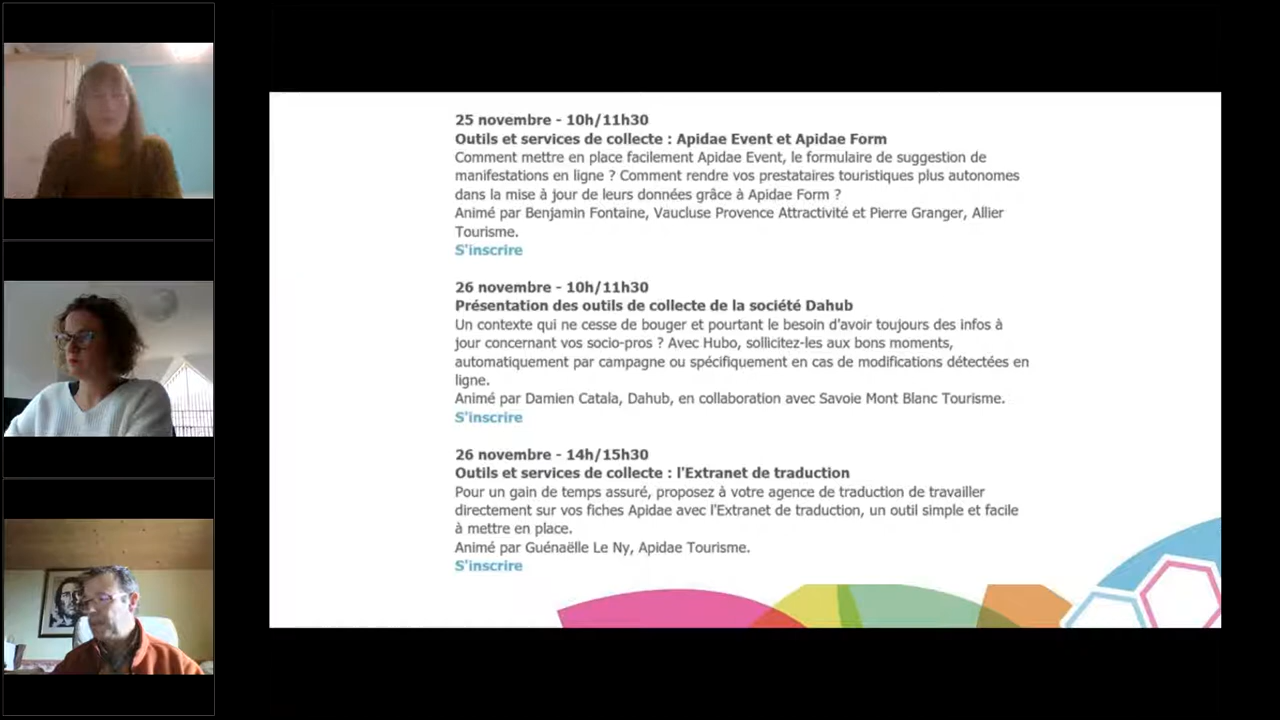 25 novembre - 10h/11h30
Outils et services de collecte : Apidae Event et Apidae Form
Comment mettre en place facilement Apidae Event, le formulaire de suggestion de
manifestations en ligne ? Comment rendre vos prestataires touristiques plus autonomes
dans la mise à jour de leurs données grâce à Apidae Form ?
Animé par Benjamin Fontaine, Vaucluse Provence Attractivité et Pierre Granger, Allier
Tourisme.
S'inscrire
26 novembre - 10h/11h30
Présentation des outils de collecte de la société Dahub
Un contexte qui ne cesse de bouger et pourtant le besoin d'avoir toujours des infos à
jour concernant vos socio-pros ? Avec Hubo, sollicitez-les aux bons moments,
automatiquement par campagne ou spécifiquement en cas de modifications détectées en
ligne.
Animé par Damien Catala, Dahub, en collaboration avec Savoie Mont Blanc Tourisme.
S'inscrire
26 novembre - 14h/15h30
Outils et services de collecte : l'Extranet de traduction
Pour un gain de temps assuré, proposez à votre agence de traduction de travailler
directement sur vos fiches Apidae avec l'Extranet de traduction, un outil simple et facile
à mettre en place.
Animé par Guénaëlle Le Ny, Apidae Tourisme.
S'inscrire